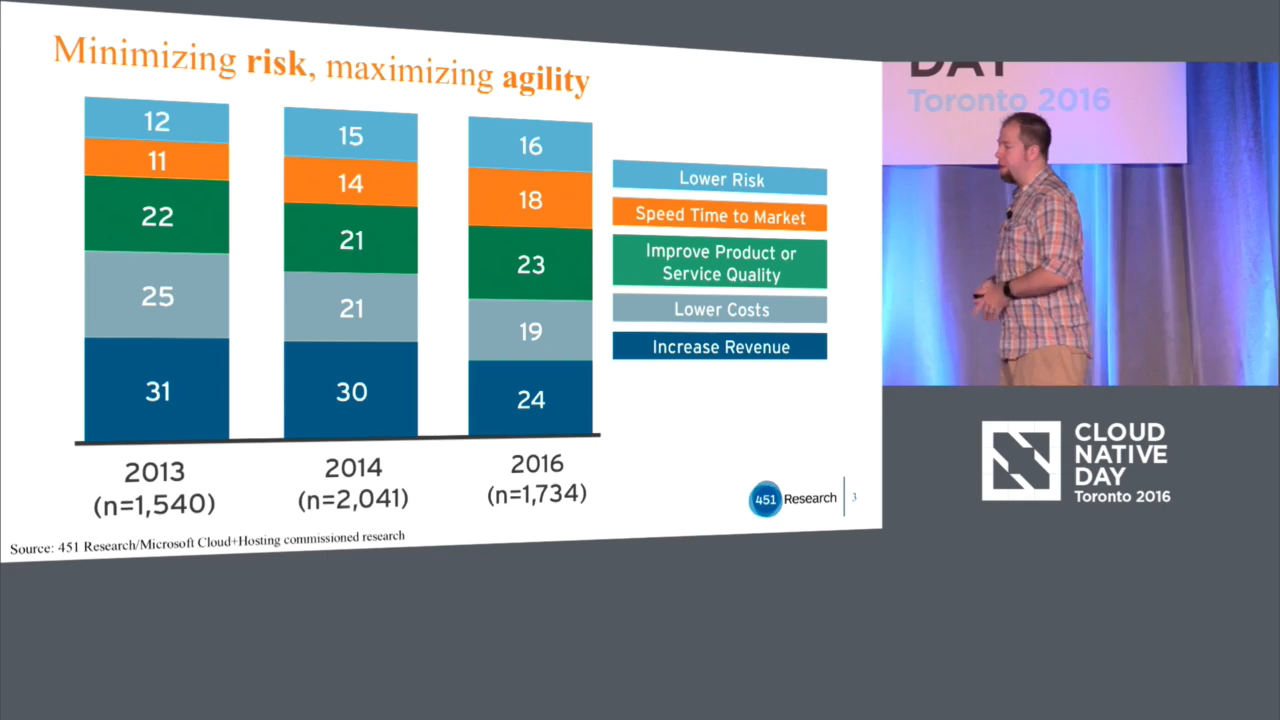 Minimizing risk, maximizing agility
12
11
22
25
31
15
14
21
21
30
16
18
23
19
24
Lower Risk
Speed Time to Market
Improve Product or
Service Quality
Lower Costs
Increase Revenue
2013
(n=1,540)
2014
(n=2,041)
2016
(n=1,734)
451 Research
3
Source: 451 Research/Microsoft Cloud+Hosting commissioned research
DAY
Toronto 2016
CLOUD
NATIVE
DAY
Toronto 2016